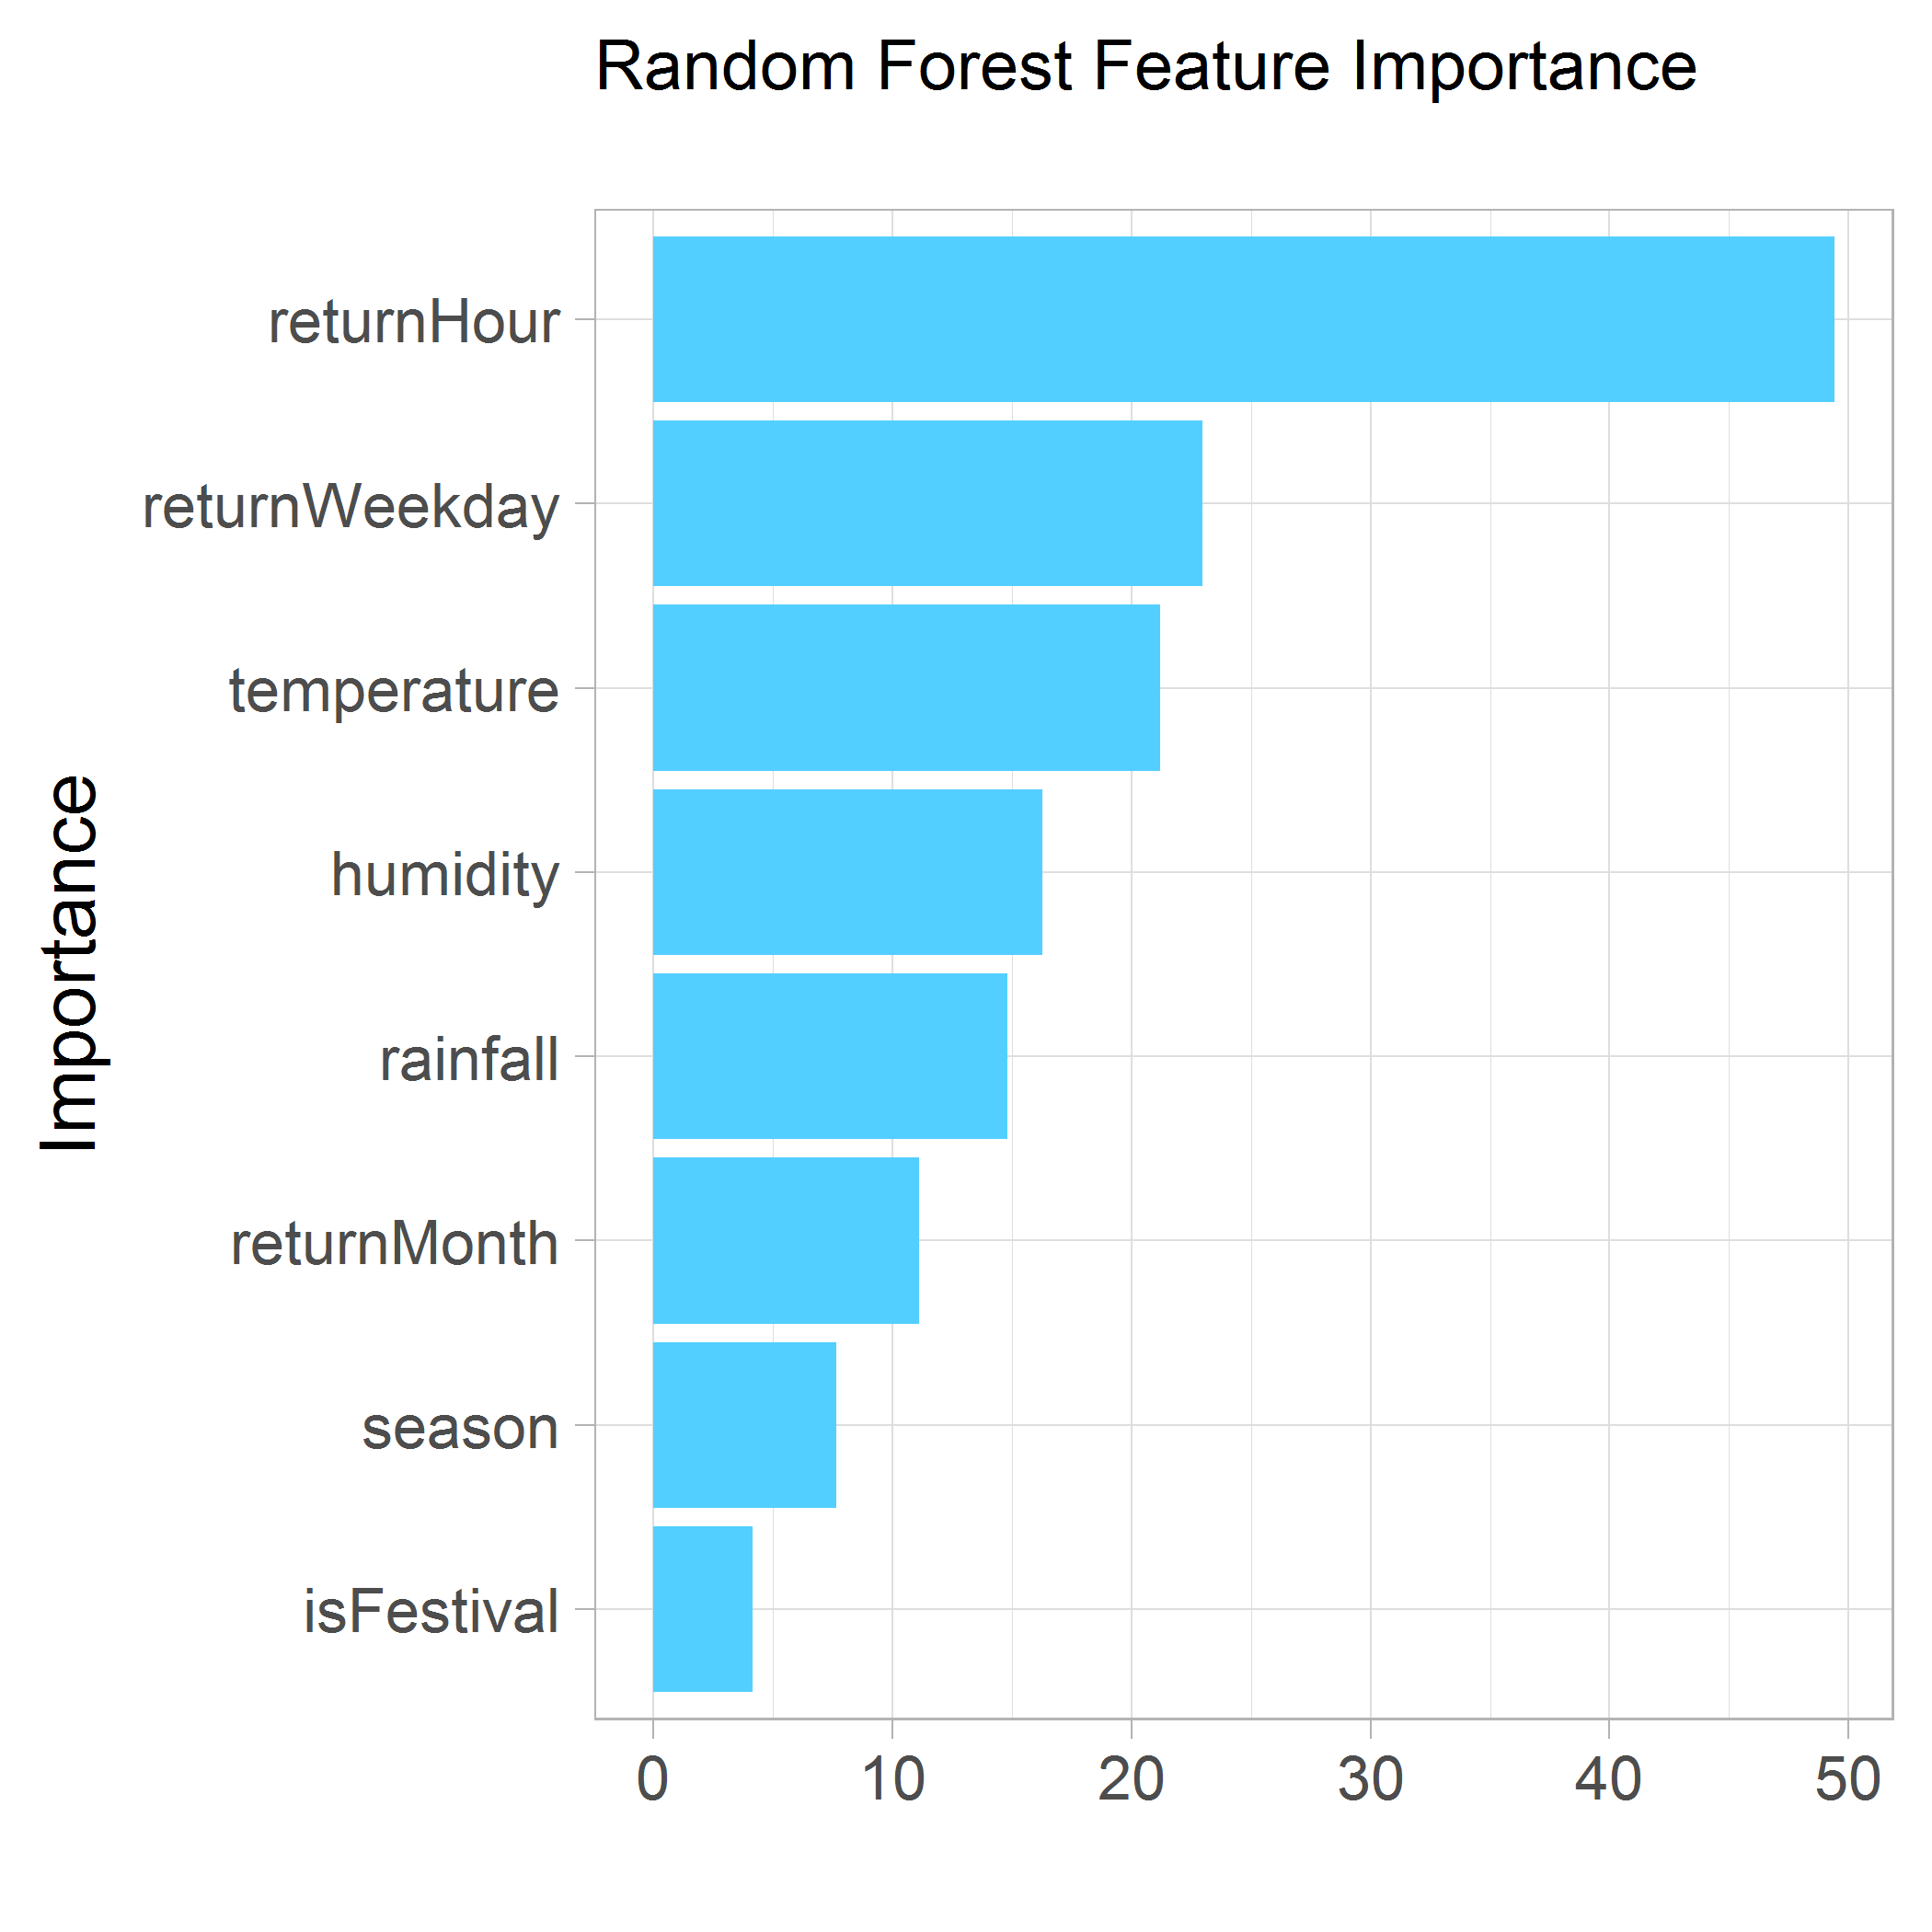 Random Forest Feature Importance
Importance
returnHour
returnWeekday
temperature
humidity
rainfall
returnMonth
season
isFestival
0 10 20 30 40 50